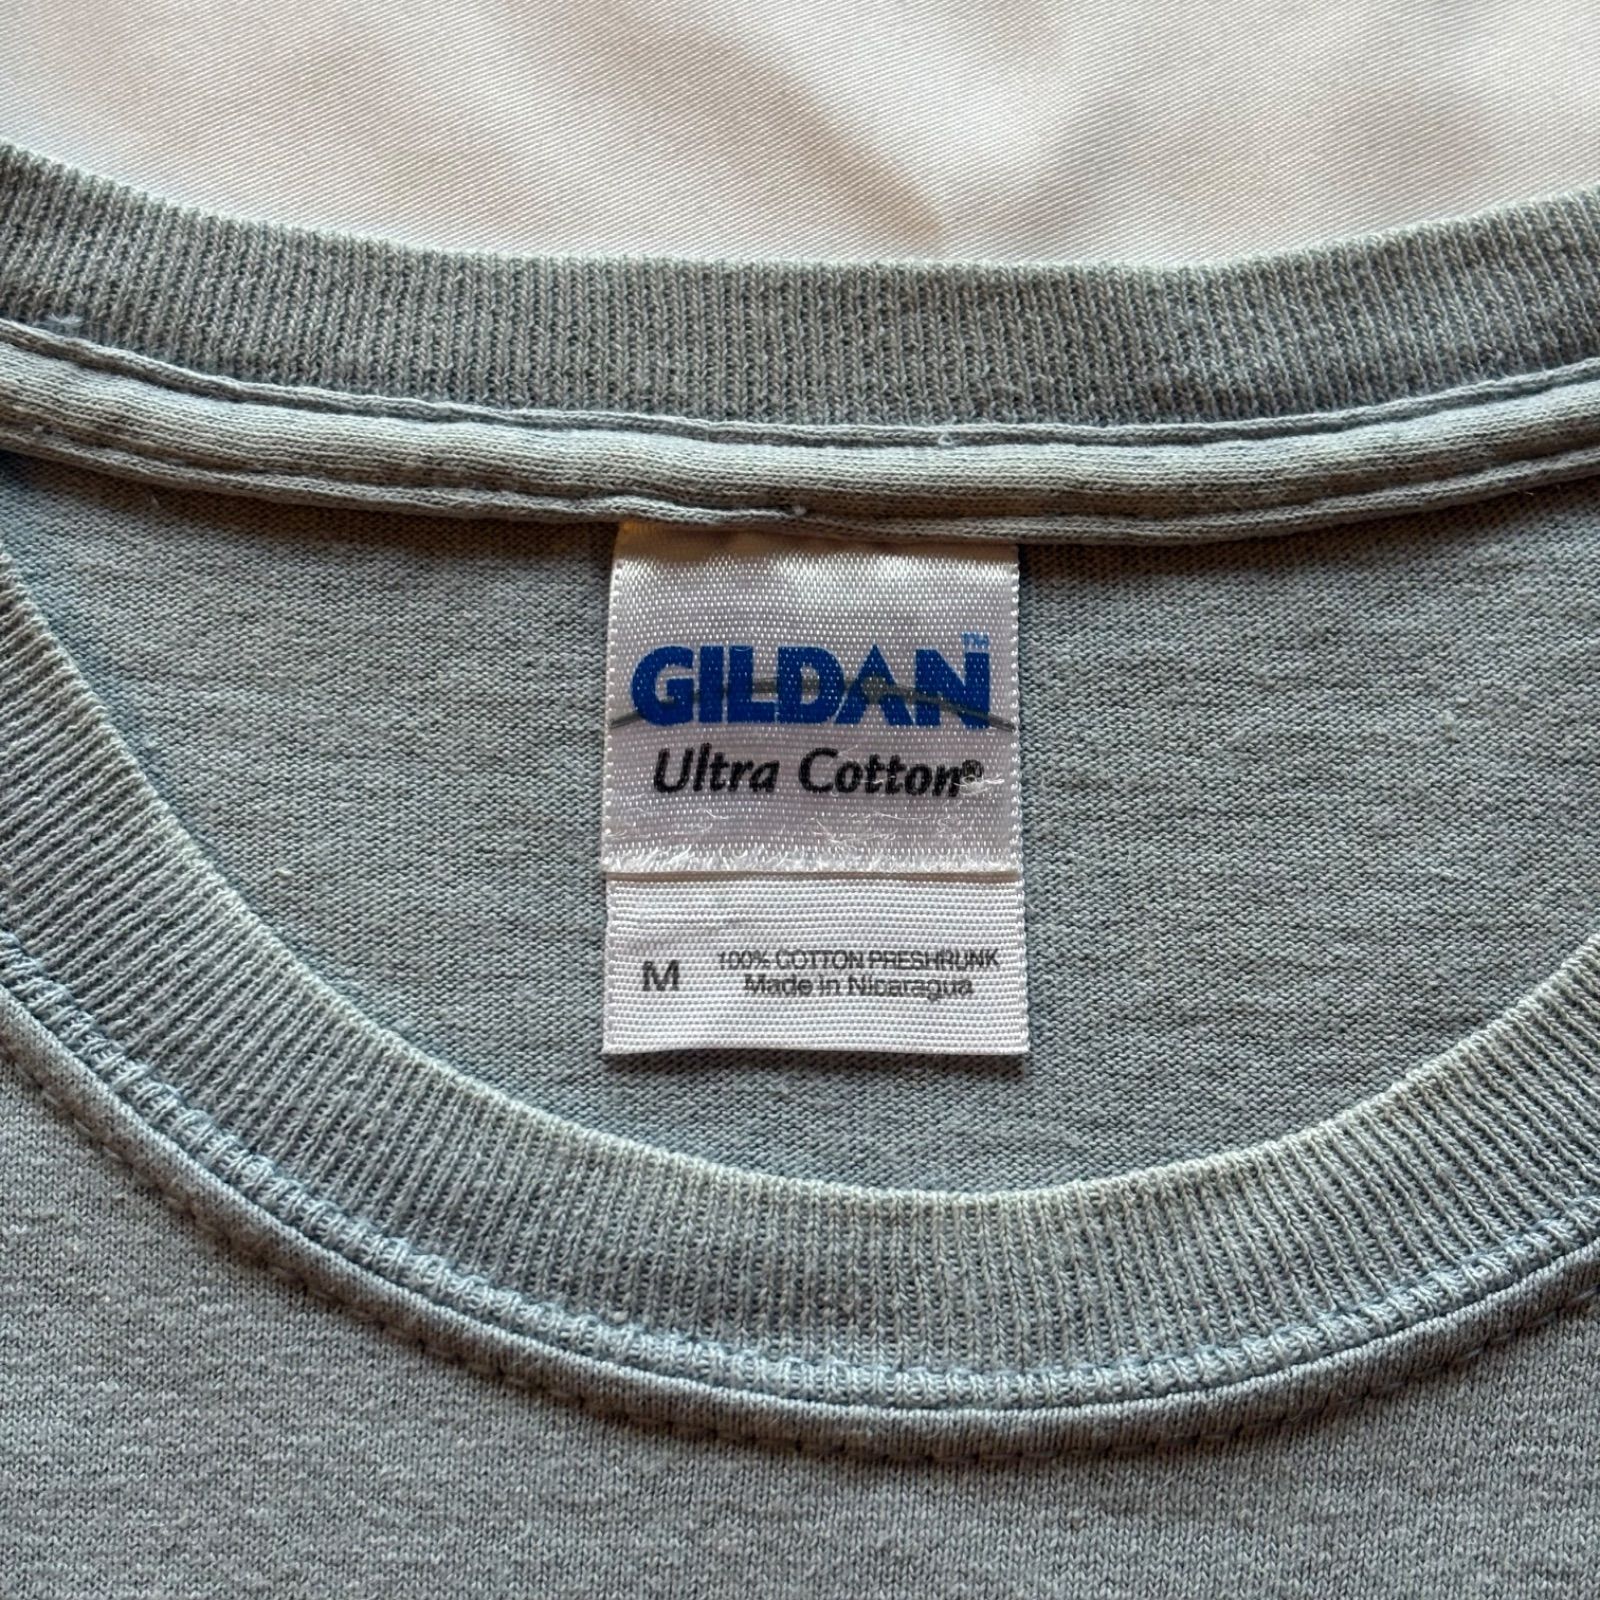 GILDAN™
Ultra Cotton®
M
100% COTTON PRESHRUNK
Made in Nicaragua